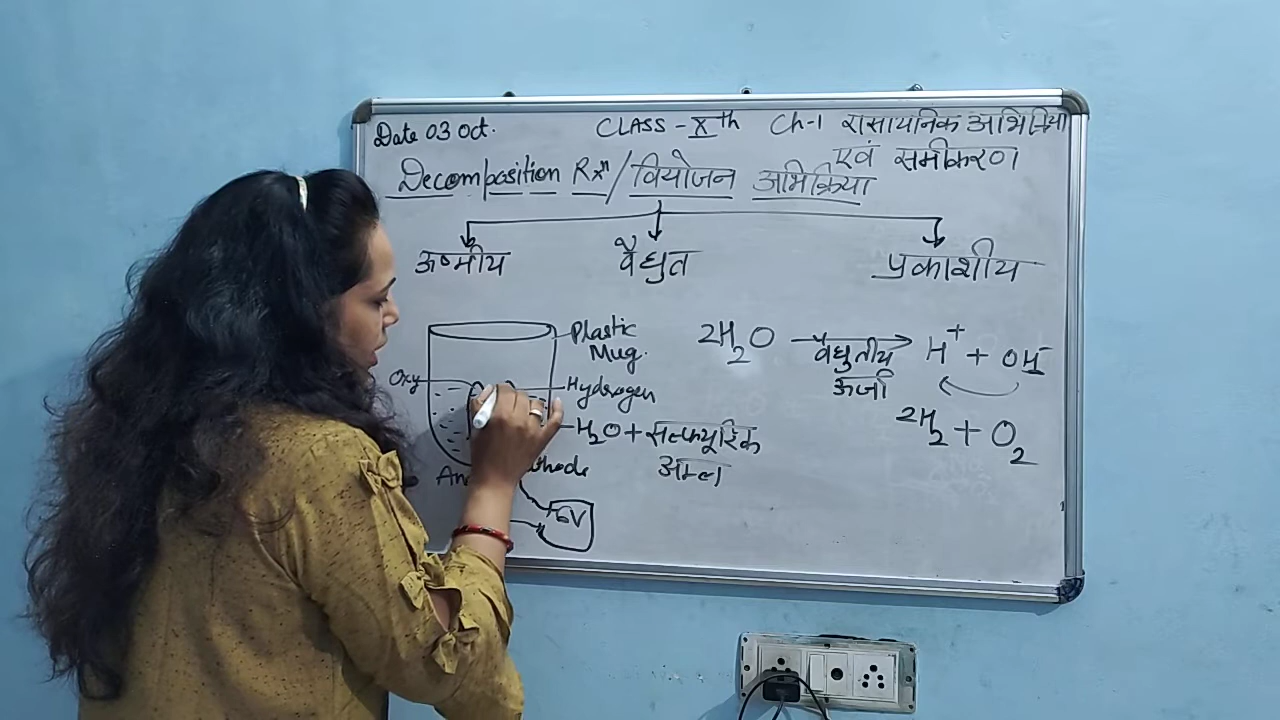 Date 03 Oct. CLASS - Xth Ch-1 रासायनिक अभिक्रिया
एवं समीकरण
Decomposition Rxn / वियोजन अभिक्रिया
ऊष्मीय वैधुत प्रकाशीय
Plastic
Mug.
Oxy
Hydrogen
H2O + सल्फ्यूरिक
अम्ल
6V
2H2O → H+ + OH-
वैधुतीय
ऊर्जा
2H2 + O2